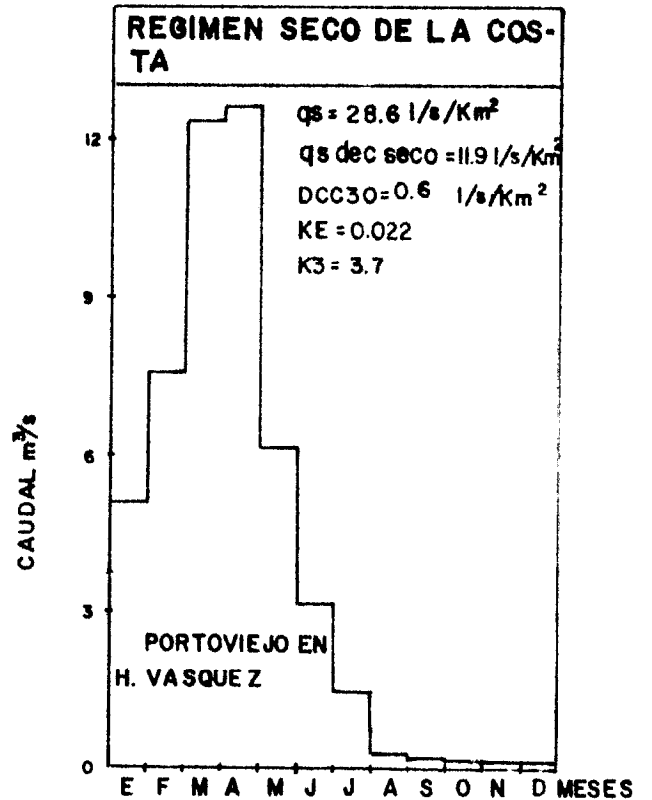 REGIMEN SECO DE LA COS-
TA
qs= 28.6 l/s/Km²
qs dec seco =11.9 l/s/Km²
DCC30=0.6 l/s/Km²
KE =0.022
K3= 3.7
12
9
6
3
0
CAUDAL m³/s
PORTOVIEJO EN
H. VASQUEZ
E F M A M J J A S O N D MESES